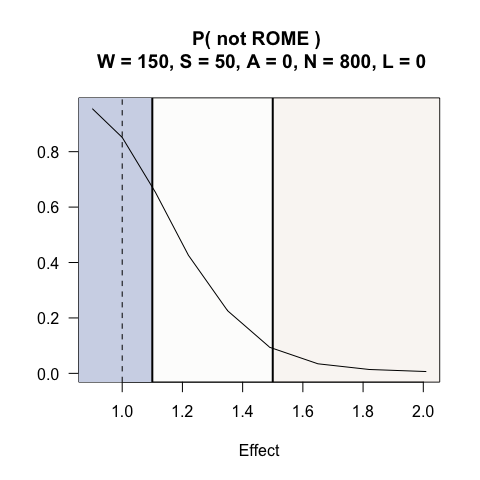 P( not ROME )
W = 150, S = 50, A = 0, N = 800, L = 0
0.8
0.6
0.4
0.2
0.0
1.0 1.2 1.4 1.6 1.8 2.0
Effect